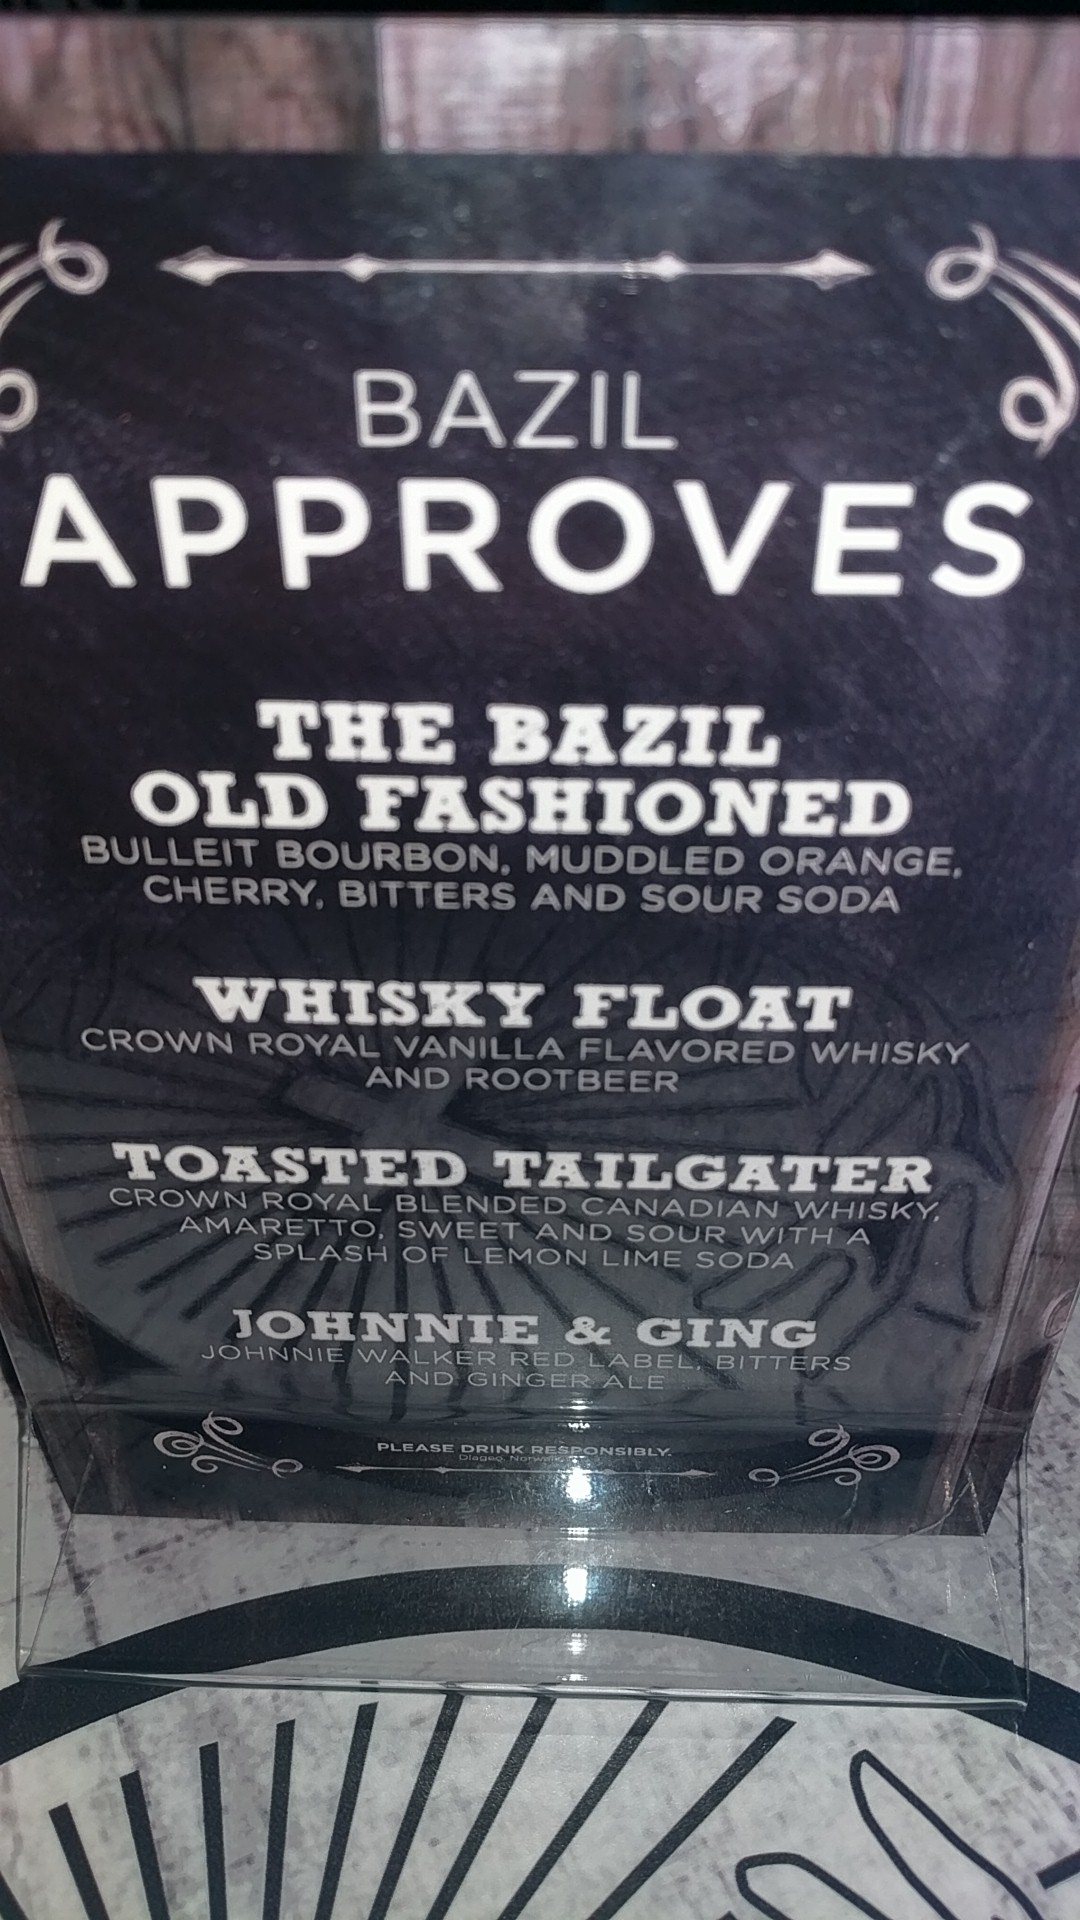 BAZIL
APPROVES
THE BAZIL
OLD FASHIONED
BULLEIT BOURBON, MUDDLED ORANGE,
CHERRY, BITTERS AND SOUR SODA
WHISKY FLOAT
CROWN ROYAL VANILLA FLAVORED WHISKY
AND ROOTBEER
TOASTED TAILGATER
CROWN ROYAL BLENDED CANADIAN WHISKY,
AMARETTO, SWEET AND SOUR WITH A
SPLASH OF LEMON LIME SODA
JOHNNIE & GING
JOHNNIE WALKER RED LABEL, BITTERS
AND GINGER ALE
PLEASE DRINK RESPONSIBLY.
Diageo,